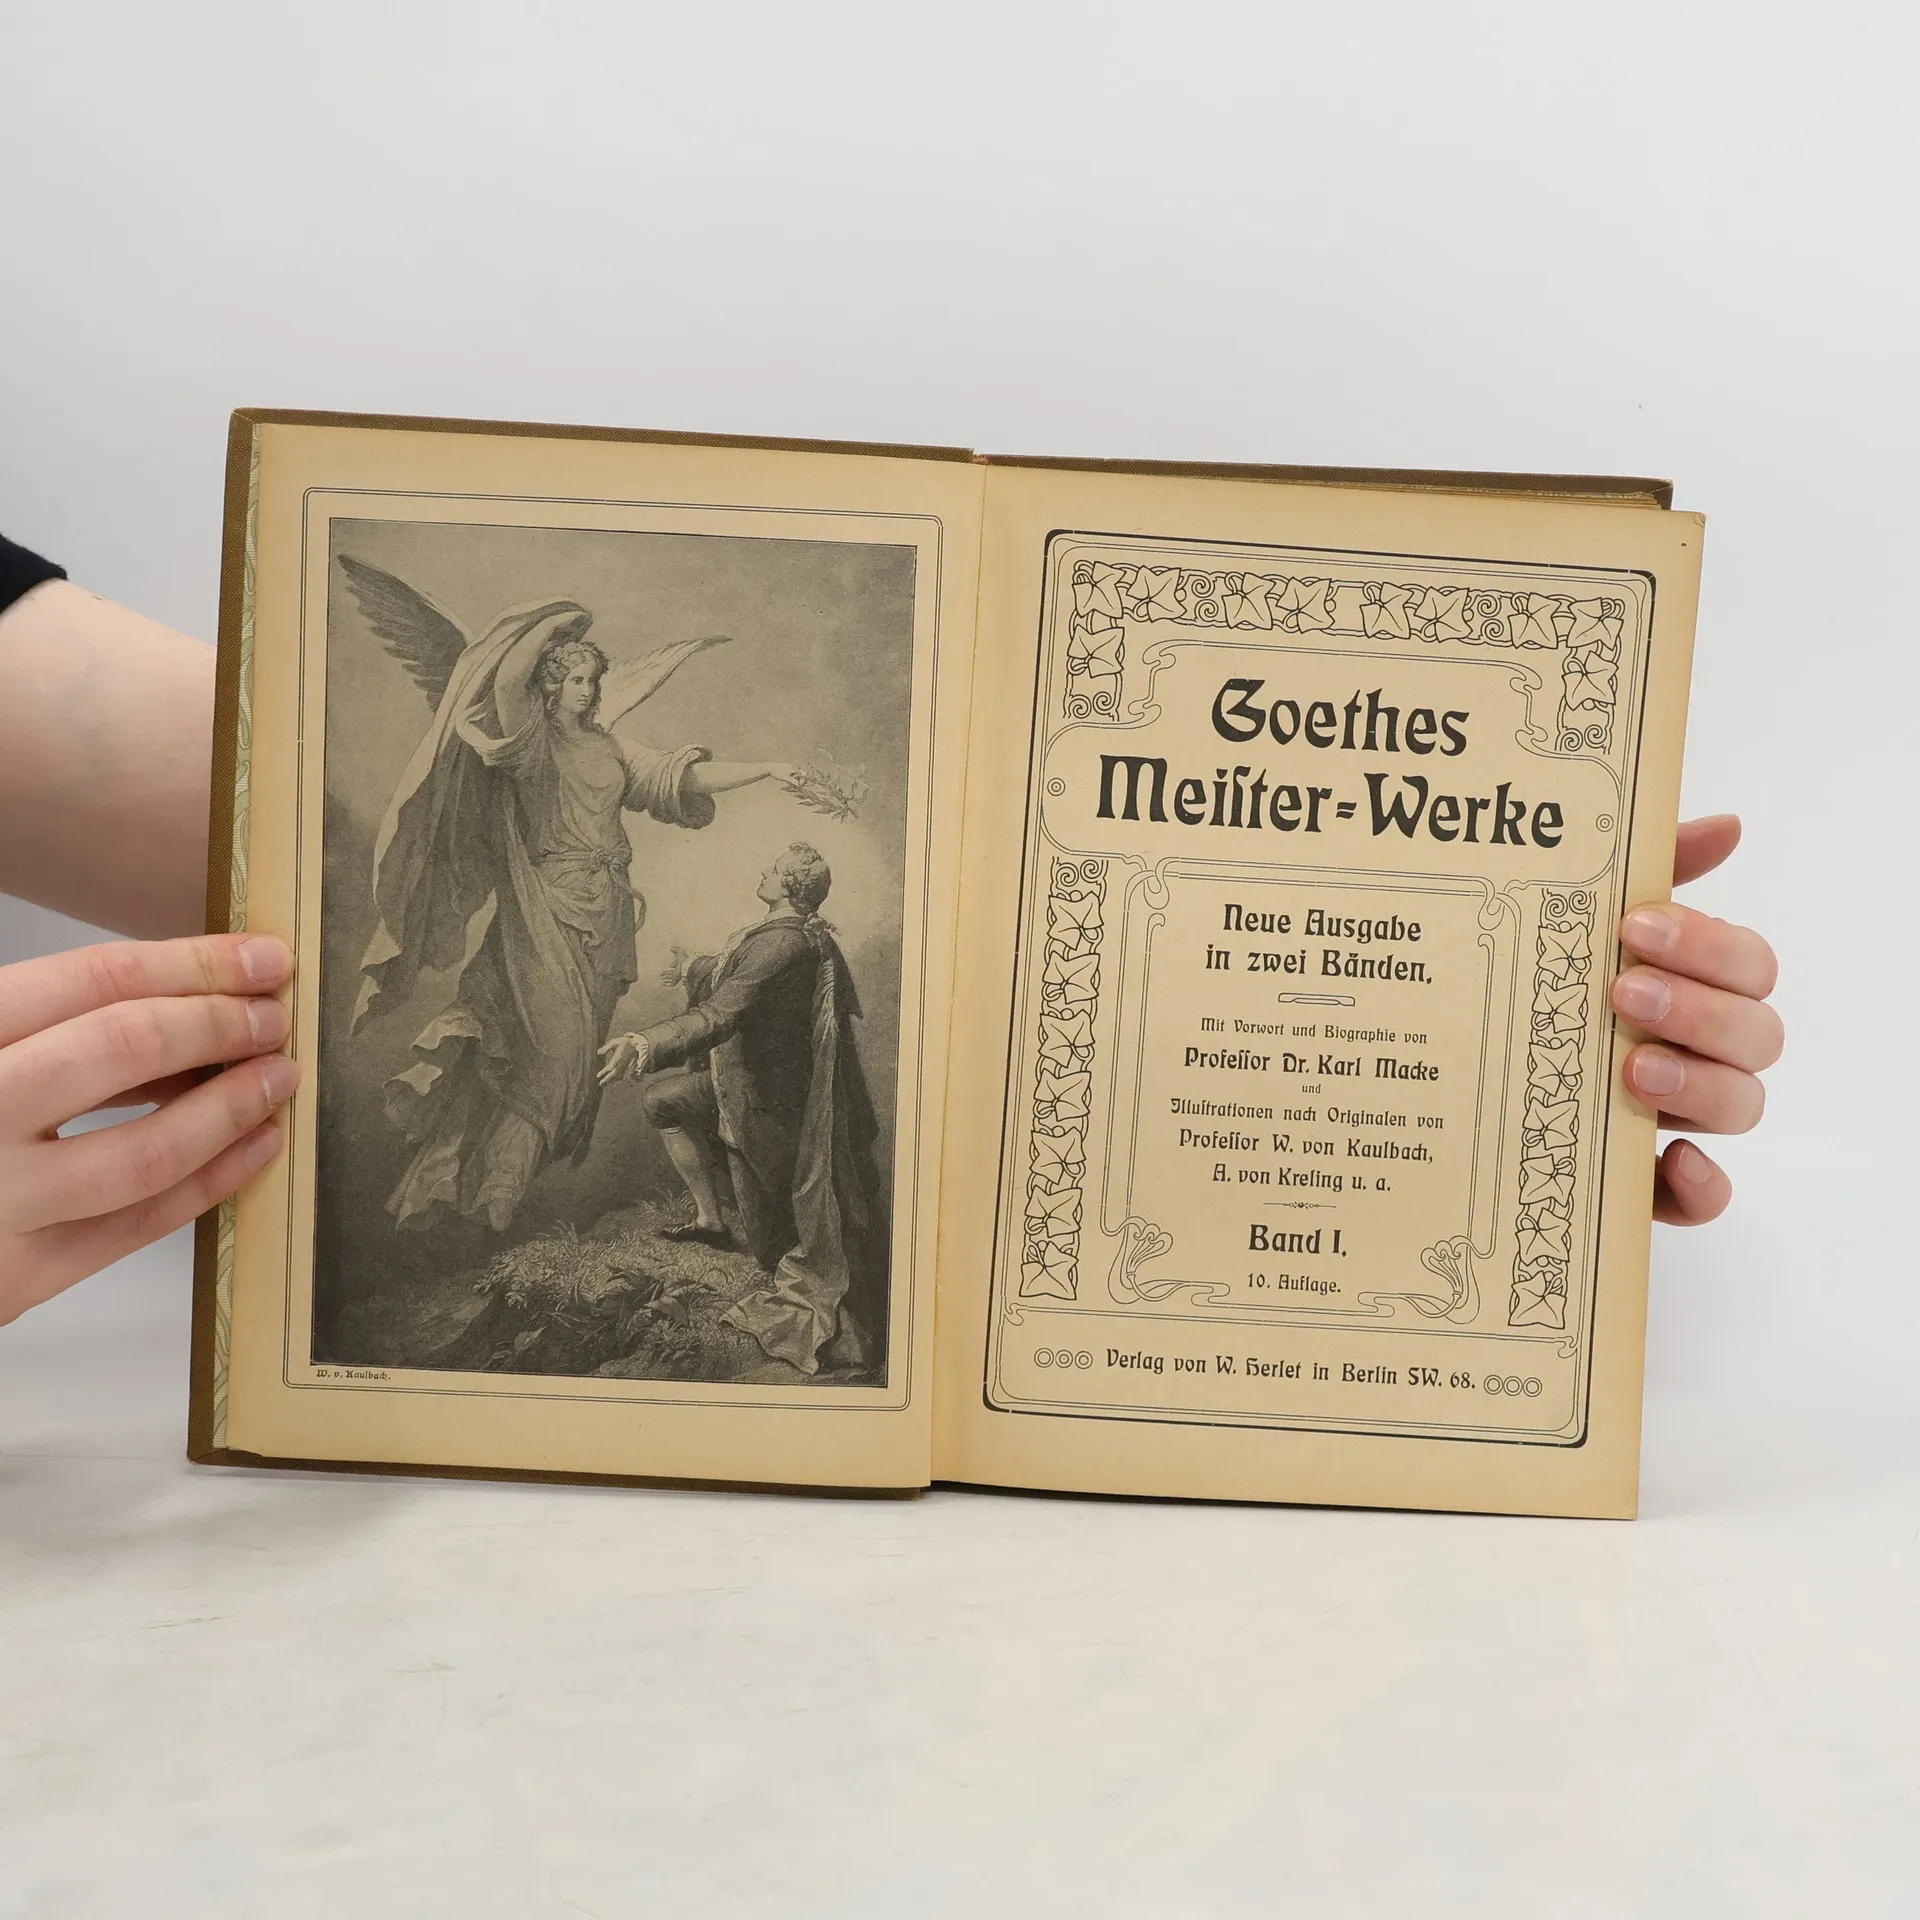 W. v. Kaulbach.
Goethes
Meiſter-Werke
Neue Ausgabe
in zwei Bänden.
Mit Vorwort und Biographie von
Profeſſor Dr. Karl Macke
und
Illuſtrationen nach Originalen von
Profeſſor W. von Kaulbach,
A. von Kreling u. a.
Band I.
10. Auflage.
Verlag von W. Herlet in Berlin SW. 68.